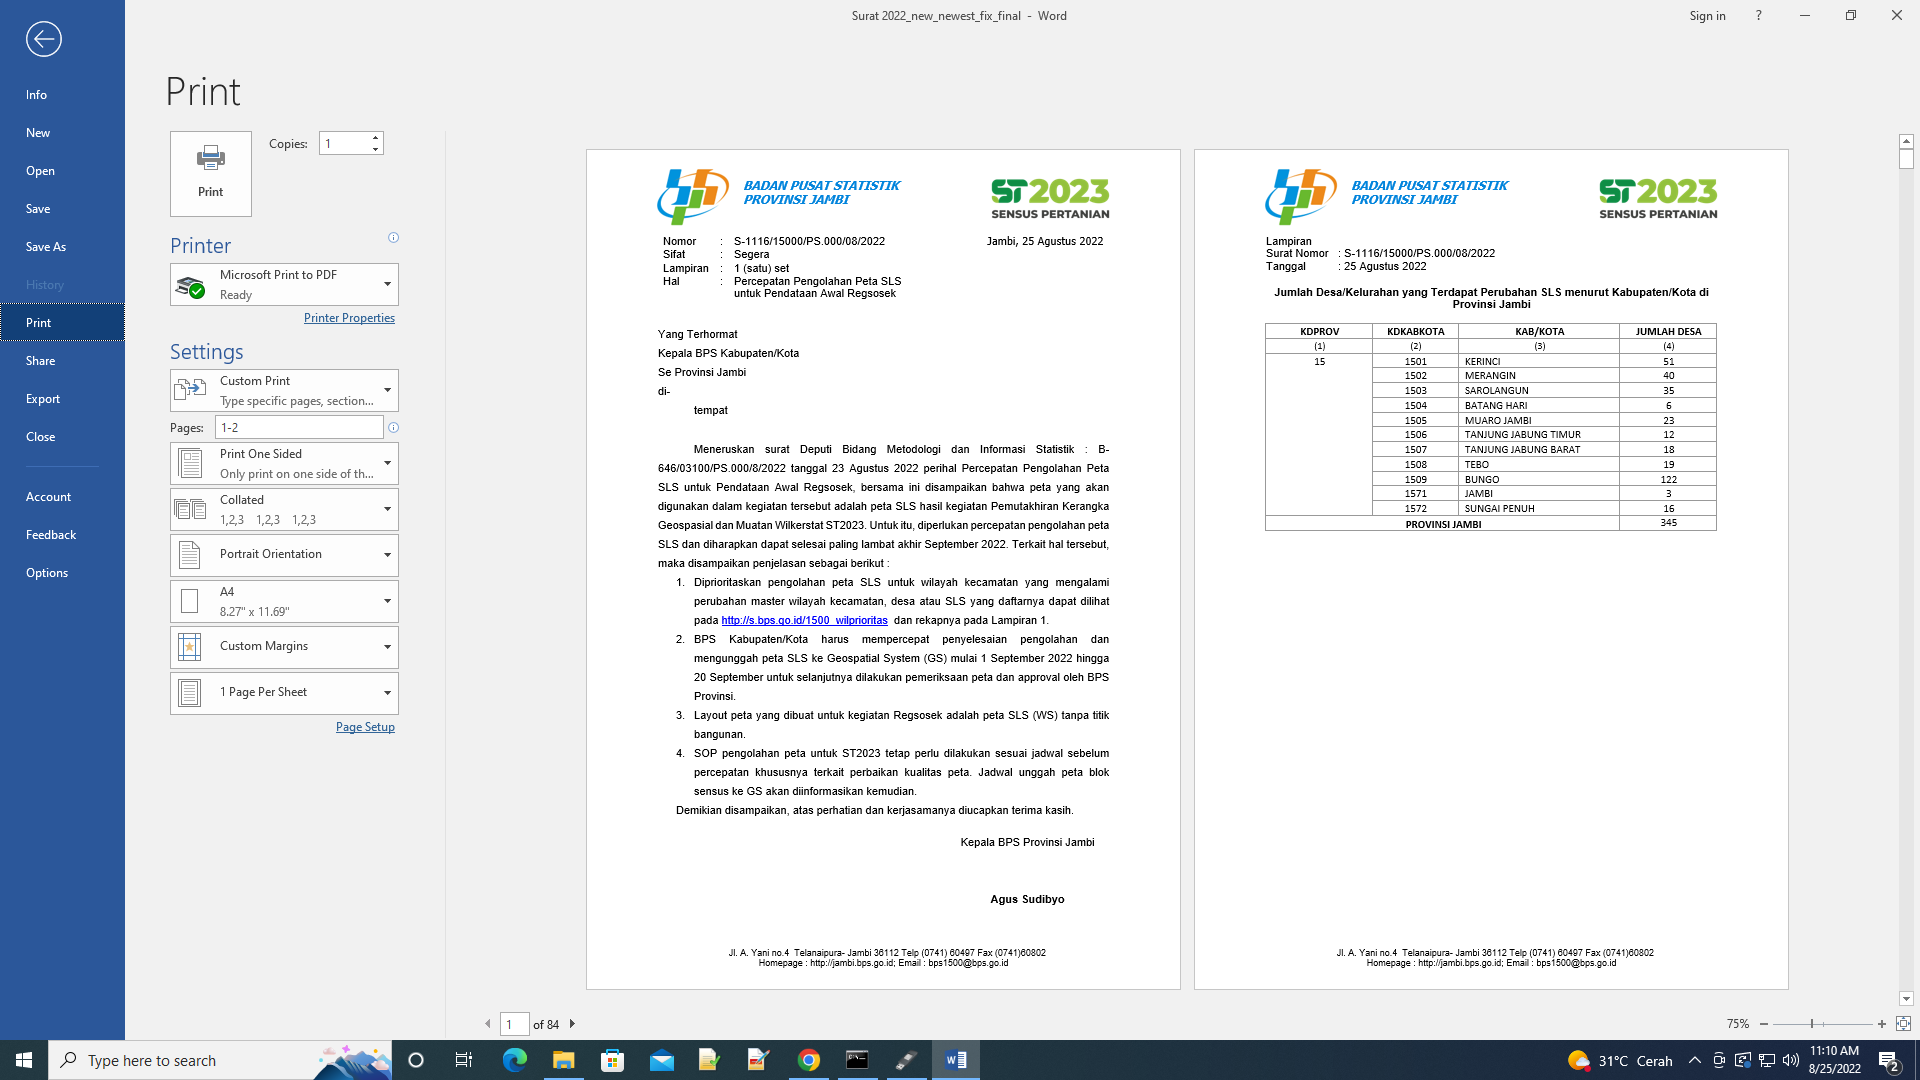 Surat 2022_new_newest_fix_final - Word
Sign in ?
Info
New
Open
Save
Save As
History
Print
Share
Export
Close
Account
Feedback
Options
Print
Print
Copies: 1
Printer
Microsoft Print to PDF
Ready
Printer Properties
Settings
Custom Print
Type specific pages, section...
Pages: 1-2
Print One Sided
Only print on one side of th...
Collated
1,2,3 1,2,3 1,2,3
Portrait Orientation
A4
8.27" x 11.69"
Custom Margins
1 Page Per Sheet
Page Setup
BADAN PUSAT STATISTIK
PROVINSI JAMBI
ST2023
SENSUS PERTANIAN
Nomor : S-1116/15000/PS.000/08/2022 Jambi, 25 Agustus 2022
Sifat : Segera
Lampiran : 1 (satu) set
Hal : Percepatan Pengolahan Peta SLS
untuk Pendataan Awal Regsosek
Yang Terhormat
Kepala BPS Kabupaten/Kota
Se Provinsi Jambi
di-
tempat
Meneruskan surat Deputi Bidang Metodologi dan Informasi Statistik : B-
646/03100/PS.000/8/2022 tanggal 23 Agustus 2022 perihal Percepatan Pengolahan Peta
SLS untuk Pendataan Awal Regsosek, bersama ini disampaikan bahwa peta yang akan
digunakan dalam kegiatan tersebut adalah peta SLS hasil kegiatan Pemutakhiran Kerangka
Geospasial dan Muatan Wilkerstat ST2023. Untuk itu, diperlukan percepatan pengolahan peta
SLS dan diharapkan dapat selesai paling lambat akhir September 2022. Terkait hal tersebut,
maka disampaikan penjelasan sebagai berikut :
1. Diprioritaskan pengolahan peta SLS untuk wilayah kecamatan yang mengalami
perubahan master wilayah kecamatan, desa atau SLS yang daftarnya dapat dilihat
pada http://s.bps.go.id/1500_wilprioritas dan rekapnya pada Lampiran 1.
2. BPS Kabupaten/Kota harus mempercepat penyelesaian pengolahan dan
mengunggah peta SLS ke Geospatial System (GS) mulai 1 September 2022 hingga
20 September untuk selanjutnya dilakukan pemeriksaan peta dan approval oleh BPS
Provinsi.
3. Layout peta yang dibuat untuk kegiatan Regsosek adalah peta SLS (WS) tanpa titik
bangunan.
4. SOP pengolahan peta untuk ST2023 tetap perlu dilakukan sesuai jadwal sebelum
percepatan khususnya terkait perbaikan kualitas peta. Jadwal unggah peta blok
sensus ke GS akan diinformasikan kemudian.
Demikian disampaikan, atas perhatian dan kerjasamanya diucapkan terima kasih.
Kepala BPS Provinsi Jambi
Agus Sudibyo
Jl. A. Yani no.4 Telanaipura- Jambi 36112 Telp (0741) 60497 Fax (0741)60802
Homepage : http://jambi.bps.go.id; Email : bps1500@bps.go.id
BADAN PUSAT STATISTIK
PROVINSI JAMBI
ST2023
SENSUS PERTANIAN
Lampiran
Surat Nomor : S-1116/15000/PS.000/08/2022
Tanggal : 25 Agustus 2022
Jumlah Desa/Kelurahan yang Terdapat Perubahan SLS menurut Kabupaten/Kota di
Provinsi Jambi
KDPROV KDKABKOTA KAB/KOTA JUMLAH DESA
(1) (2) (3) (4)
15 1501 KERINCI 51
1502 MERANGIN 40
1503 SAROLANGUN 35
1504 BATANG HARI 6
1505 MUARO JAMBI 23
1506 TANJUNG JABUNG TIMUR 12
1507 TANJUNG JABUNG BARAT 18
1508 TEBO 19
1509 BUNGO 122
1571 JAMBI 3
1572 SUNGAI PENUH 16
PROVINSI JAMBI 345
Jl. A. Yani no.4 Telanaipura- Jambi 36112 Telp (0741) 60497 Fax (0741)60802
Homepage : http://jambi.bps.go.id; Email : bps1500@bps.go.id
1 of 84
75%
Type here to search
31°C Cerah
11:10 AM
8/25/2022
2